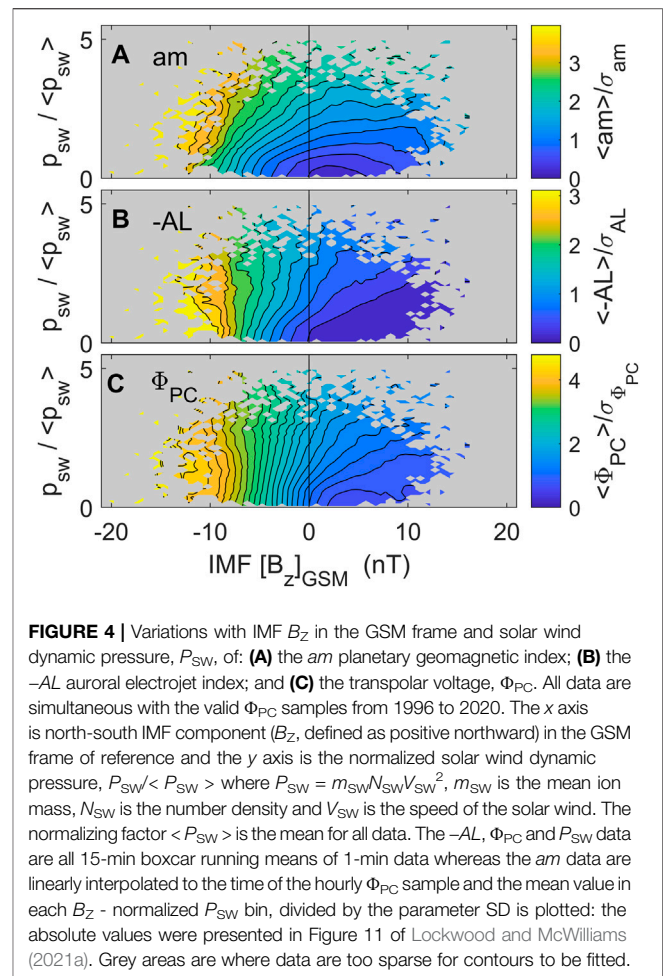 A am
5
0
p_sw / <p_sw>
3
2
1
0
<am>/σ_am
B -AL
5
0
p_sw / <p_sw>
3
2
1
0
<-AL>/σ_AL
C Φ_PC
5
0
p_sw / <p_sw>
4
2
0
<Φ_PC>/σ_Φ_PC
-20 -10 0 10 20
IMF [B_z]_GSM (nT)
FIGURE 4 | Variations with IMF B_Z in the GSM frame and solar wind
dynamic pressure, P_SW, of: (A) the am planetary geomagnetic index; (B) the
–AL auroral electrojet index; and (C) the transpolar voltage, Φ_PC. All data are
simultaneous with the valid Φ_PC samples from 1996 to 2020. The x axis
is north-south IMF component (B_Z, defined as positive northward) in the GSM
frame of reference and the y axis is the normalized solar wind dynamic
pressure, P_SW/< P_SW > where P_SW = m_SWN_SWV_SW², m_SW is the mean ion
mass, N_SW is the number density and V_SW is the speed of the solar wind. The
normalizing factor < P_SW > is the mean for all data. The –AL, Φ_PC and P_SW data
are all 15-min boxcar running means of 1-min data whereas the am data are
linearly interpolated to the time of the hourly Φ_PC sample and the mean value in
each B_Z - normalized P_SW bin, divided by the parameter SD is plotted: the
absolute values were presented in Figure 11 of Lockwood and McWilliams
(2021a). Grey areas are where data are too sparse for contours to be fitted.